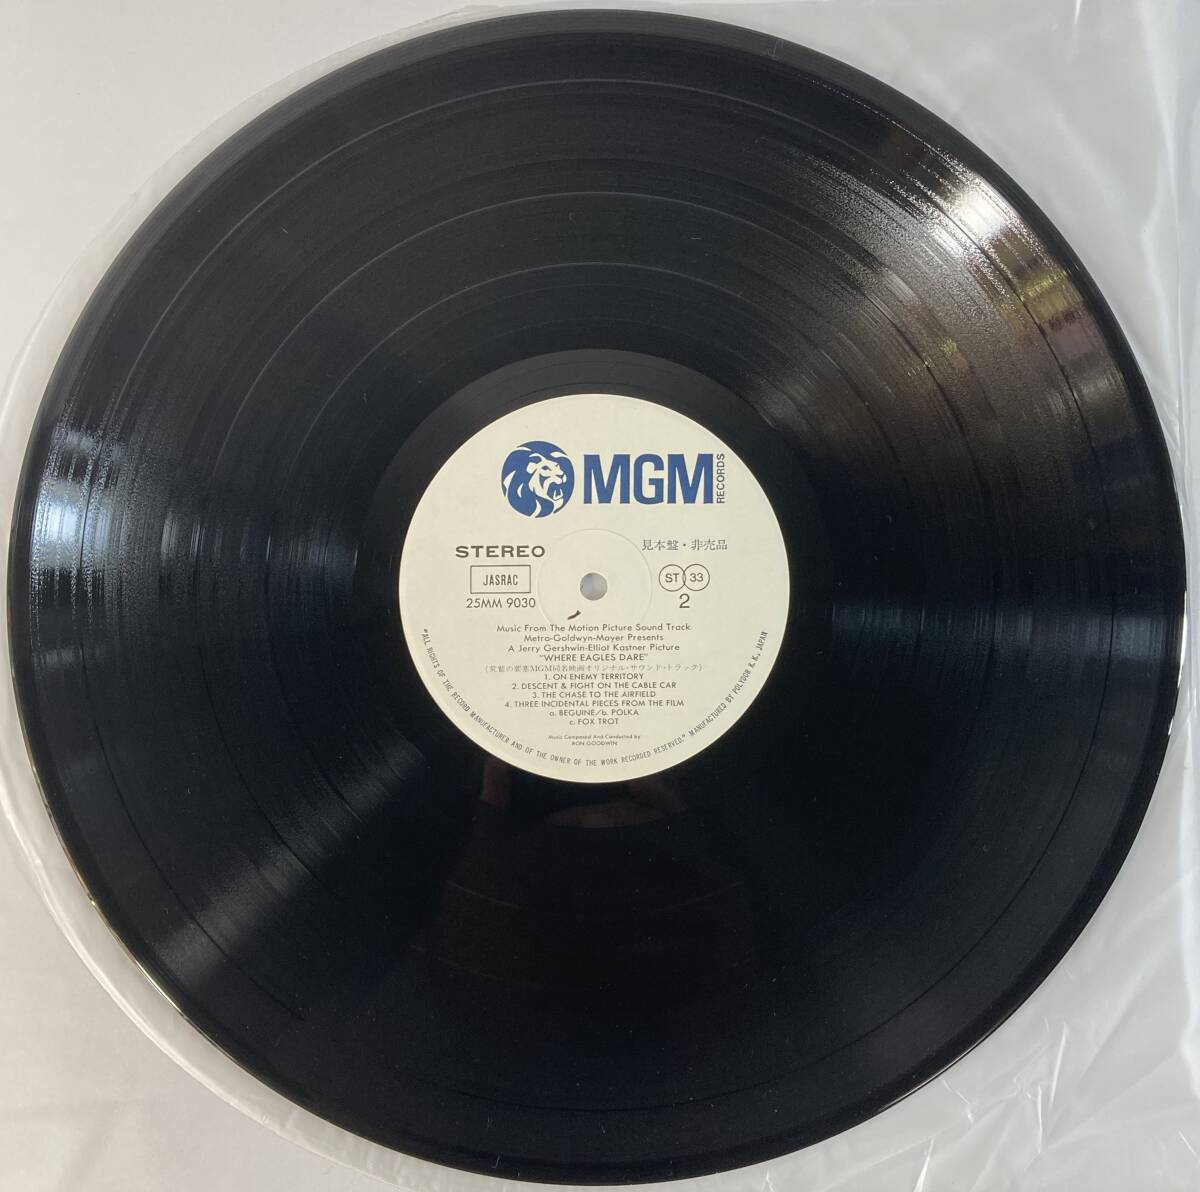 MGM
RECORDS
STEREO
見本盤・非売品
JASRAC
25MM 9030
ST 33
2
Music From The Motion Picture Sound Track
Metro-Goldwyn-Mayer Presents
A Jerry Gershwin-Elliot Kastner Picture
"WHERE EAGLES DARE"
(荒鷲の要塞MGM同名映画オリジナル・サウンド・トラック)
1. ON ENEMY TERRITORY
2. DESCENT & FIGHT ON THE CABLE CAR
3. THE CHASE TO THE AIRFIELD
4. THREE INCIDENTAL PIECES FROM THE FILM
a. BEGUINE/b. POLKA
c. FOX TROT
Music Composed And Conducted by
RON GOODWIN
"ALL RIGHTS OF THE RECORD MANUFACTURER AND OF THE OWNER OF THE WORK RECORDED RESERVED." MANUFACTURED BY POLYDOR K.K., JAPAN